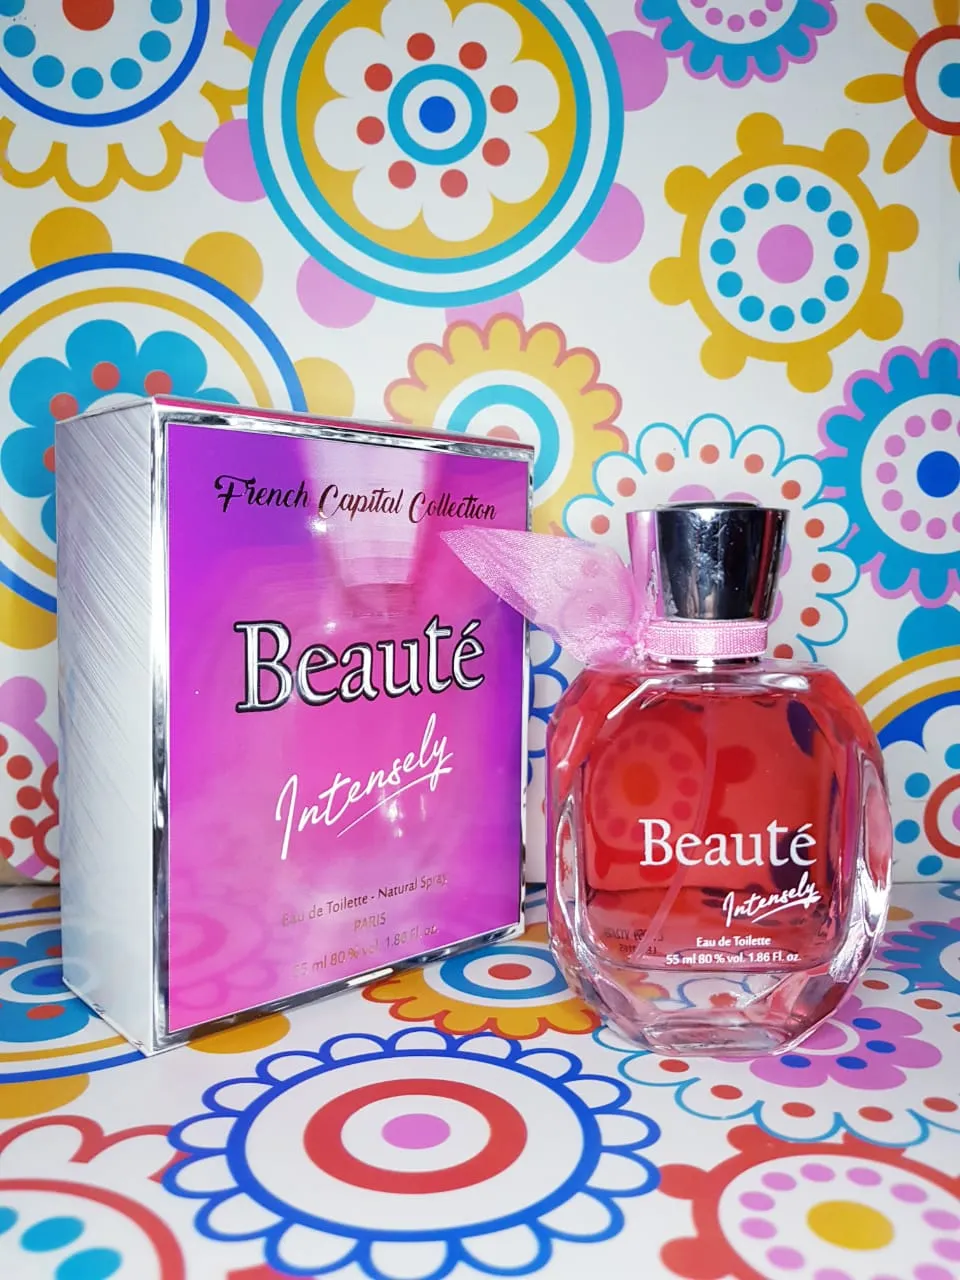 French Capital Collection
Beauté
Intensely
Eau de Toilette - Natural Spray
PARIS
55 ml 80 % vol. 1.86 Fl. oz.
Beauté
Intensely
Eau de Toilette
55 ml 80 % vol. 1.86 Fl. oz.